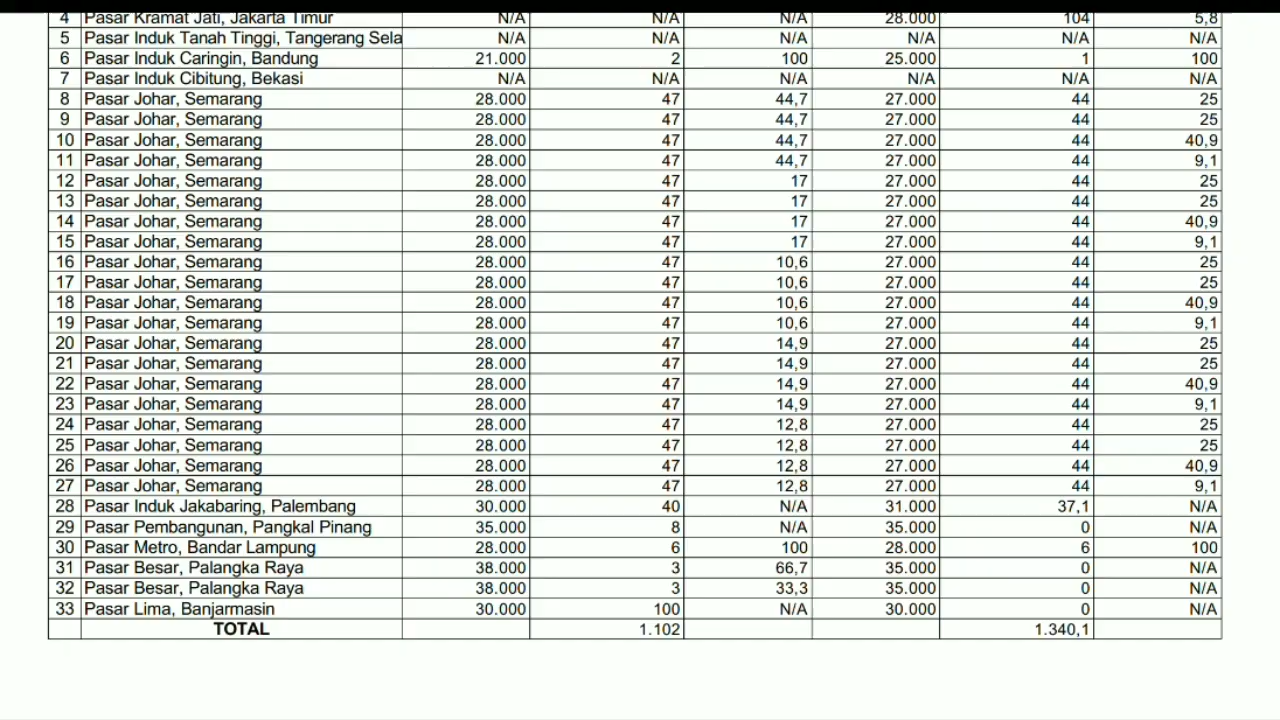 4 Pasar Kramat Jati, Jakarta Timur N/A N/A N/A 28.000 104 5,8
5 Pasar Induk Tanah Tinggi, Tangerang Sela N/A N/A N/A N/A N/A N/A
6 Pasar Induk Caringin, Bandung 21.000 2 100 25.000 1 100
7 Pasar Induk Cibitung, Bekasi N/A N/A N/A N/A N/A N/A
8 Pasar Johar, Semarang 28.000 47 44,7 27.000 44 25
9 Pasar Johar, Semarang 28.000 47 44,7 27.000 44 25
10 Pasar Johar, Semarang 28.000 47 44,7 27.000 44 40,9
11 Pasar Johar, Semarang 28.000 47 44,7 27.000 44 9,1
12 Pasar Johar, Semarang 28.000 47 17 27.000 44 25
13 Pasar Johar, Semarang 28.000 47 17 27.000 44 25
14 Pasar Johar, Semarang 28.000 47 17 27.000 44 40,9
15 Pasar Johar, Semarang 28.000 47 17 27.000 44 9,1
16 Pasar Johar, Semarang 28.000 47 10,6 27.000 44 25
17 Pasar Johar, Semarang 28.000 47 10,6 27.000 44 25
18 Pasar Johar, Semarang 28.000 47 10,6 27.000 44 40,9
19 Pasar Johar, Semarang 28.000 47 10,6 27.000 44 9,1
20 Pasar Johar, Semarang 28.000 47 14,9 27.000 44 25
21 Pasar Johar, Semarang 28.000 47 14,9 27.000 44 25
22 Pasar Johar, Semarang 28.000 47 14,9 27.000 44 40,9
23 Pasar Johar, Semarang 28.000 47 14,9 27.000 44 9,1
24 Pasar Johar, Semarang 28.000 47 12,8 27.000 44 25
25 Pasar Johar, Semarang 28.000 47 12,8 27.000 44 25
26 Pasar Johar, Semarang 28.000 47 12,8 27.000 44 40,9
27 Pasar Johar, Semarang 28.000 47 12,8 27.000 44 9,1
28 Pasar Induk Jakabaring, Palembang 30.000 40 N/A 31.000 37,1 N/A
29 Pasar Pembangunan, Pangkal Pinang 35.000 8 N/A 35.000 0 N/A
30 Pasar Metro, Bandar Lampung 28.000 6 100 28.000 6 100
31 Pasar Besar, Palangka Raya 38.000 3 66,7 35.000 0 N/A
32 Pasar Besar, Palangka Raya 38.000 3 33,3 35.000 0 N/A
33 Pasar Lima, Banjarmasin 30.000 100 N/A 30.000 0 N/A
TOTAL 1.102 1.340,1